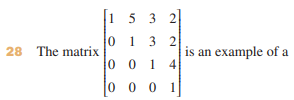 [1 5 3 2]
28 The matrix [0 1 3 2] is an example of a
[0 0 1 4]
[0 0 0 1]